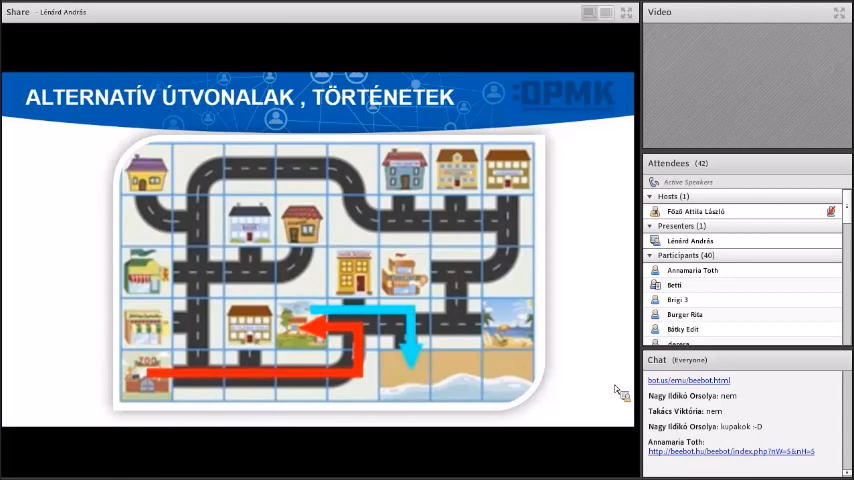 Share - Lénárd András
ALTERNATÍV ÚTVONALAK , TÖRTÉNETEK
:OPMK
ABC
ZOO
Video
Attendees (42)
Active Speakers
Hosts (1)
Főző Attila László
Presenters (1)
Lénárd András
Participants (40)
Annamaria Toth
Betti
Brigi 3
Burger Rita
Bátky Edit
Chat (Everyone)
bot.us/emu/beebot.html
Nagy Ildikó Orsolya: nem
Takács Viktória: nem
Nagy Ildikó Orsolya: kupakok :-D
Annamaria Toth:
http://beebot.hu/beebot/index.php?nW=5&nH=5